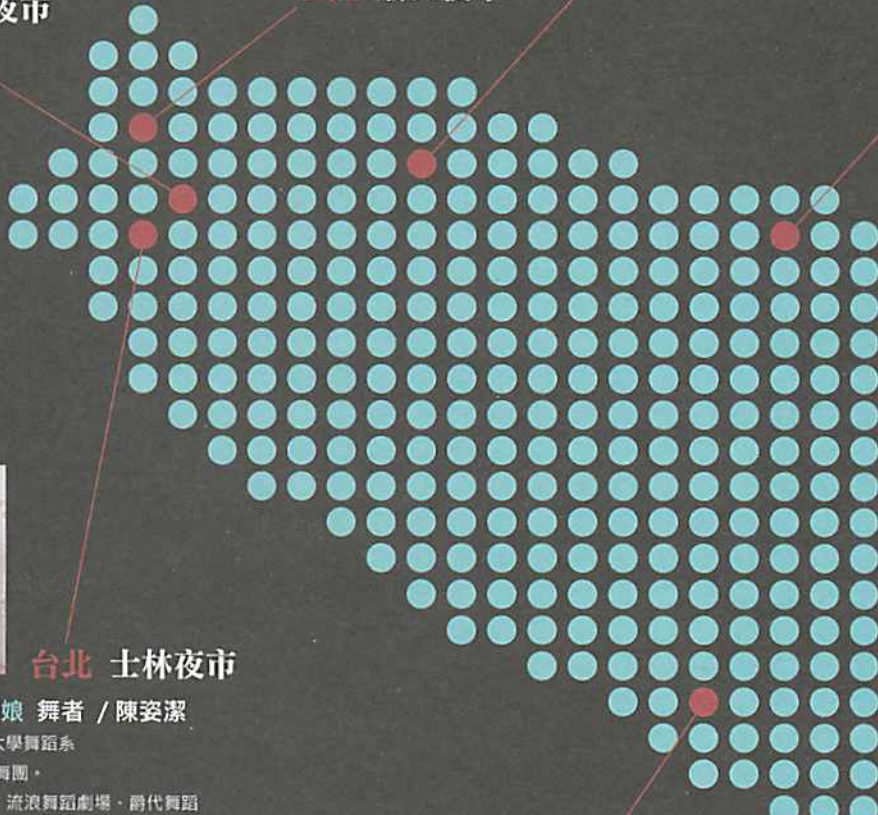 夜市
台北 士林夜市
娘 舞者 / 陳姿潔
大學舞蹈系
舞團。
流浪舞蹈劇場、爵代舞蹈